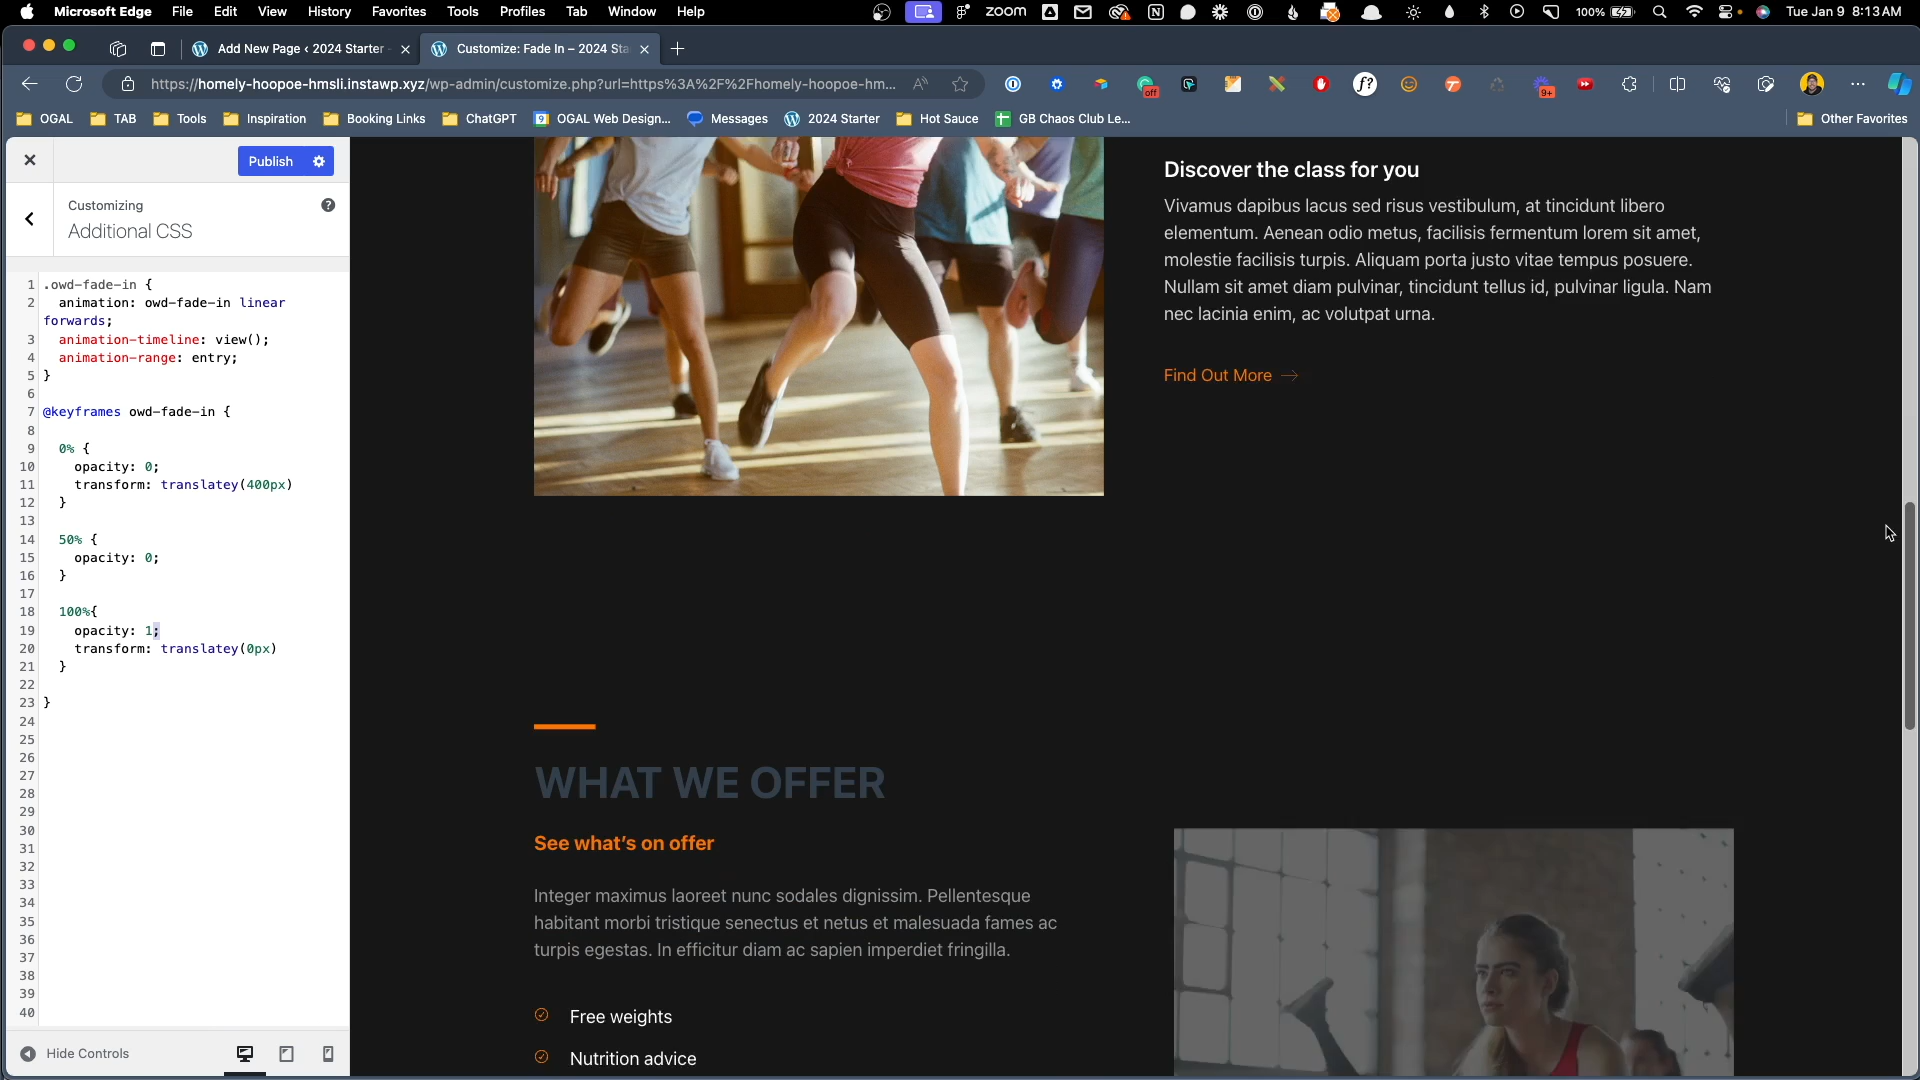 Microsoft Edge File Edit View History Favorites Tools Profiles Tab Window Help zoom 100% Tue Jan 9 8:13 AM
Add New Page ‹ 2024 Starter
Customize: Fade In – 2024 Sta
https://homely-hoopoe-hmsli.instawp.xyz/wp-admin/customize.php?url=https%3A%2F%2Fhomely-hoopoe-hm...
off
f?
9+
OGAL TAB Tools Inspiration Booking Links ChatGPT OGAL Web Design... Messages 2024 Starter Hot Sauce GB Chaos Club Le... Other Favorites
Publish
Customizing
Additional CSS
1 .owd-fade-in {
2 animation: owd-fade-in linear
forwards;
3 animation-timeline: view();
4 animation-range: entry;
5 }
6
7 @keyframes owd-fade-in {
8
9 0% {
10 opacity: 0;
11 transform: translatey(400px)
12 }
13
14 50% {
15 opacity: 0;
16 }
17
18 100%{
19 opacity: 1;
20 transform: translatey(0px)
21 }
22
23 }
24
25
26
27
28
29
30
31
32
33
34
35
36
37
38
39
40
Hide Controls
Discover the class for you
Vivamus dapibus lacus sed risus vestibulum, at tincidunt libero
elementum. Aenean odio metus, facilisis fermentum lorem sit amet,
molestie facilisis turpis. Aliquam porta justo vitae tempus posuere.
Nullam sit amet diam pulvinar, tincidunt tellus id, pulvinar ligula. Nam
nec lacinia enim, ac volutpat urna.
Find Out More →
WHAT WE OFFER
See what's on offer
Integer maximus laoreet nunc sodales dignissim. Pellentesque
habitant morbi tristique senectus et netus et malesuada fames ac
turpis egestas. In efficitur diam ac sapien imperdiet fringilla.
Free weights
Nutrition advice